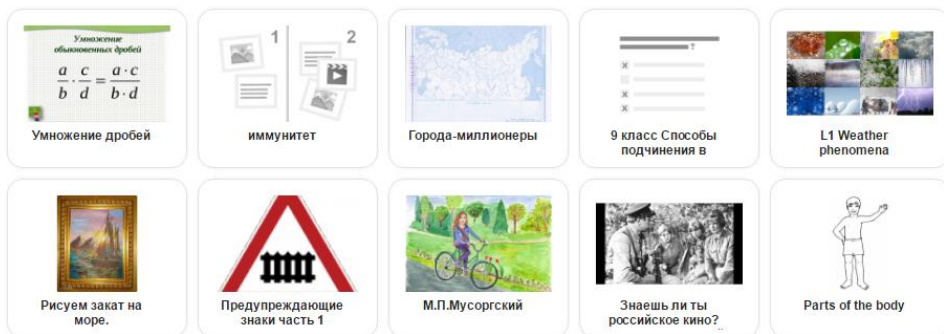 Умножение
обыкновенных дробей
a/b · c/d = a·c/b·d
Умножение дробей
1 2
иммунитет
Города-миллионеры
?
9 класс Способы
подчинения в
L1 Weather
phenomena
Рисуем закат на
море.
Предупреждающие
знаки часть 1
М.П.Мусоргский
Знаешь ли ты
российское кино?
Parts of the body